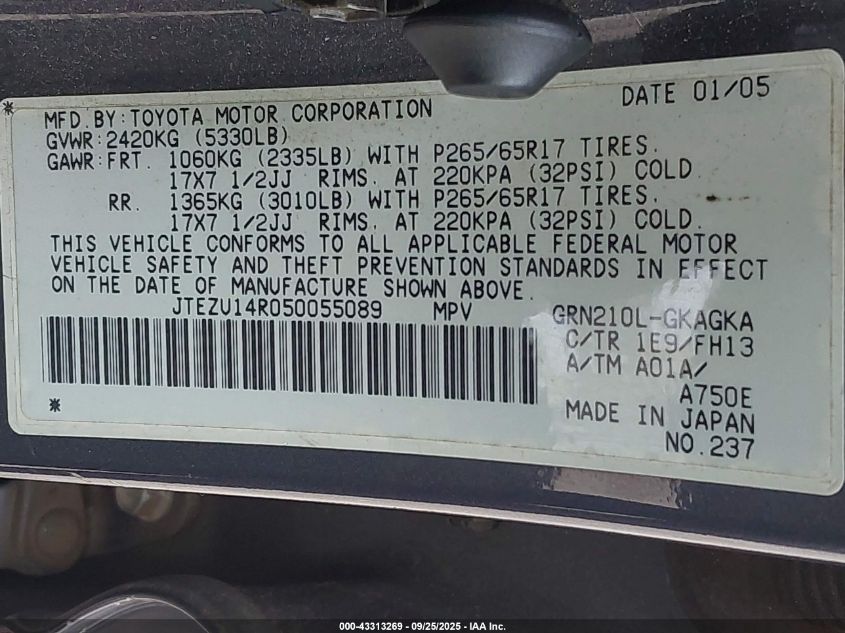 DATE 01/05
MFD.BY:TOYOTA MOTOR CORPORATION
GVWR:2420KG (5330LB)
GAWR:FRT. 1060KG (2335LB) WITH P265/65R17 TIRES.
17X7 1/2JJ RIMS. AT 220KPA (32PSI) COLD.
RR. 1365KG (3010LB) WITH P265/65R17 TIRES.
17X7 1/2JJ RIMS. AT 220KPA (32PSI) COLD.
THIS VEHICLE CONFORMS TO ALL APPLICABLE FEDERAL MOTOR
VEHICLE SAFETY AND THEFT PREVENTION STANDARDS IN EFFECT
ON THE DATE OF MANUFACTURE SHOWN ABOVE.
JTEZU14R050055089 MPV
GRN210L-GKAGKA
C/TR 1E9/FH13
A/TM A01A/
A750E
MADE IN JAPAN
NO.237
000-43313269 - 09/25/2025 - IAA Inc.